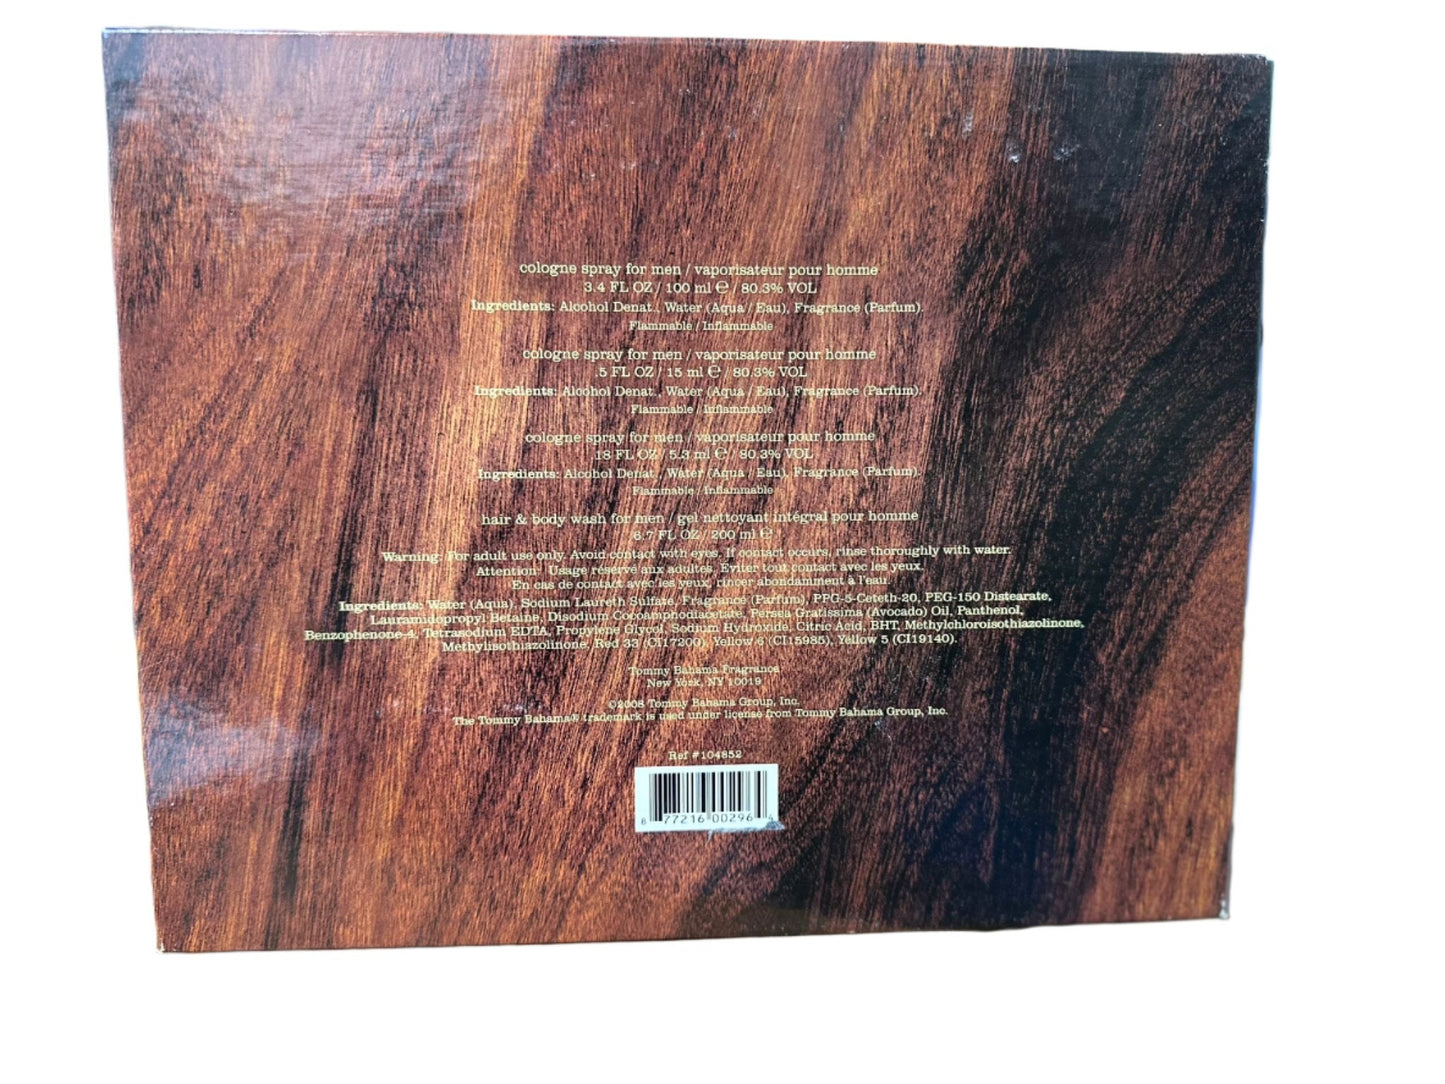 cologne spray for men / vaporisateur pour homme
3.4 FL OZ / 100 ml ℮ / 80.3% VOL
Ingredients: Alcohol Denat., Water (Aqua / Eau), Fragrance (Parfum).
Flammable / Inflammable
cologne spray for men / vaporisateur pour homme
.5 FL OZ / 15 ml ℮ / 80.3% VOL
Ingredients: Alcohol Denat., Water (Aqua / Eau), Fragrance (Parfum).
Flammable / Inflammable
cologne spray for men / vaporisateur pour homme
.18 FL OZ / 5.3 ml ℮ / 80.3% VOL
Ingredients: Alcohol Denat., Water (Aqua / Eau), Fragrance (Parfum).
Flammable / Inflammable
hair & body wash for men / gel nettoyant intégral pour homme
6.7 FL OZ / 200 ml ℮
Warning: For adult use only. Avoid contact with eyes. If contact occurs, rinse thoroughly with water.
Attention: Usage réservé aux adultes. Eviter tout contact avec les yeux.
En cas de contact avec les yeux, rincer abondamment à l'eau.
Ingredients: Water (Aqua), Sodium Laureth Sulfate, Fragrance (Parfum), PPG-5-Ceteth-20, PEG-150 Distearate,
Lauramidopropyl Betaine, Disodium Cocoamphodiacetate, Persea Gratissima (Avocado) Oil, Panthenol,
Benzophenone-4, Tetrasodium EDTA, Propylene Glycol, Sodium Hydroxide, Citric Acid, BHT, Methylchloroisothiazolinone,
Methylisothiazolinone, Red 33 (CI17200), Yellow 6 (CI15985), Yellow 5 (CI19140).
Tommy Bahama Fragrance
New York, NY 10019
©2008 Tommy Bahama Group, Inc.
The Tommy Bahama® trademark is used under license from Tommy Bahama Group, Inc.
Ref #104852
8 77216 00296